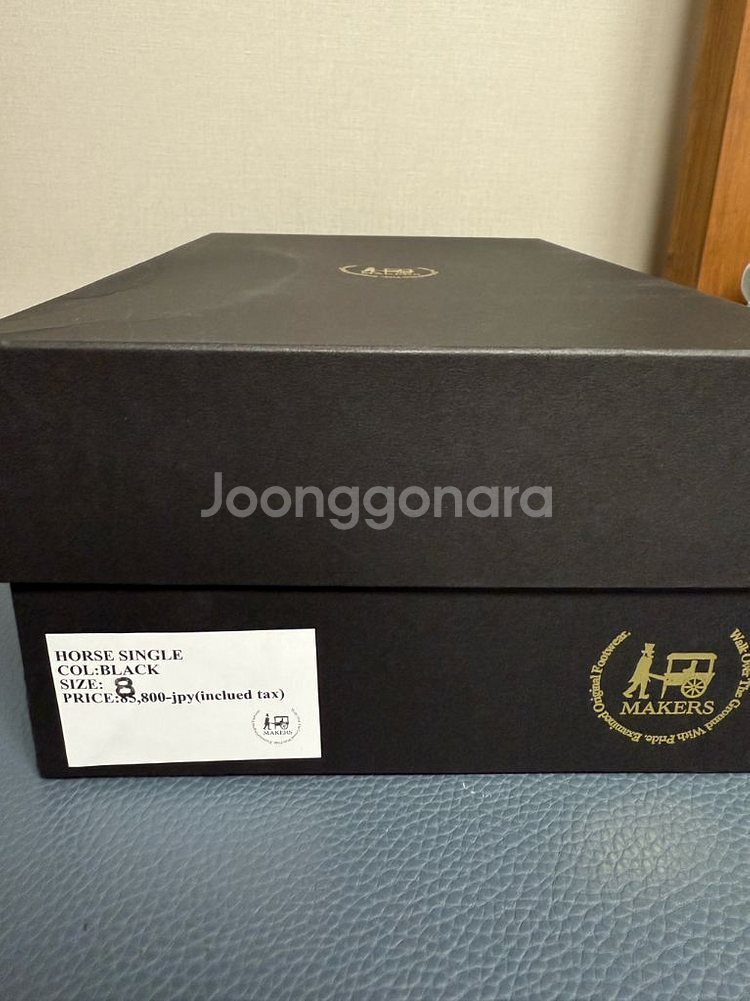 Joonggonara
HORSE SINGLE
COL:BLACK
SIZE: 8
PRICE:85,800-jpy(inclued tax)
MAKERS
MAKERS
Walk Over The Ground With Pride. Examined Original Footwear.